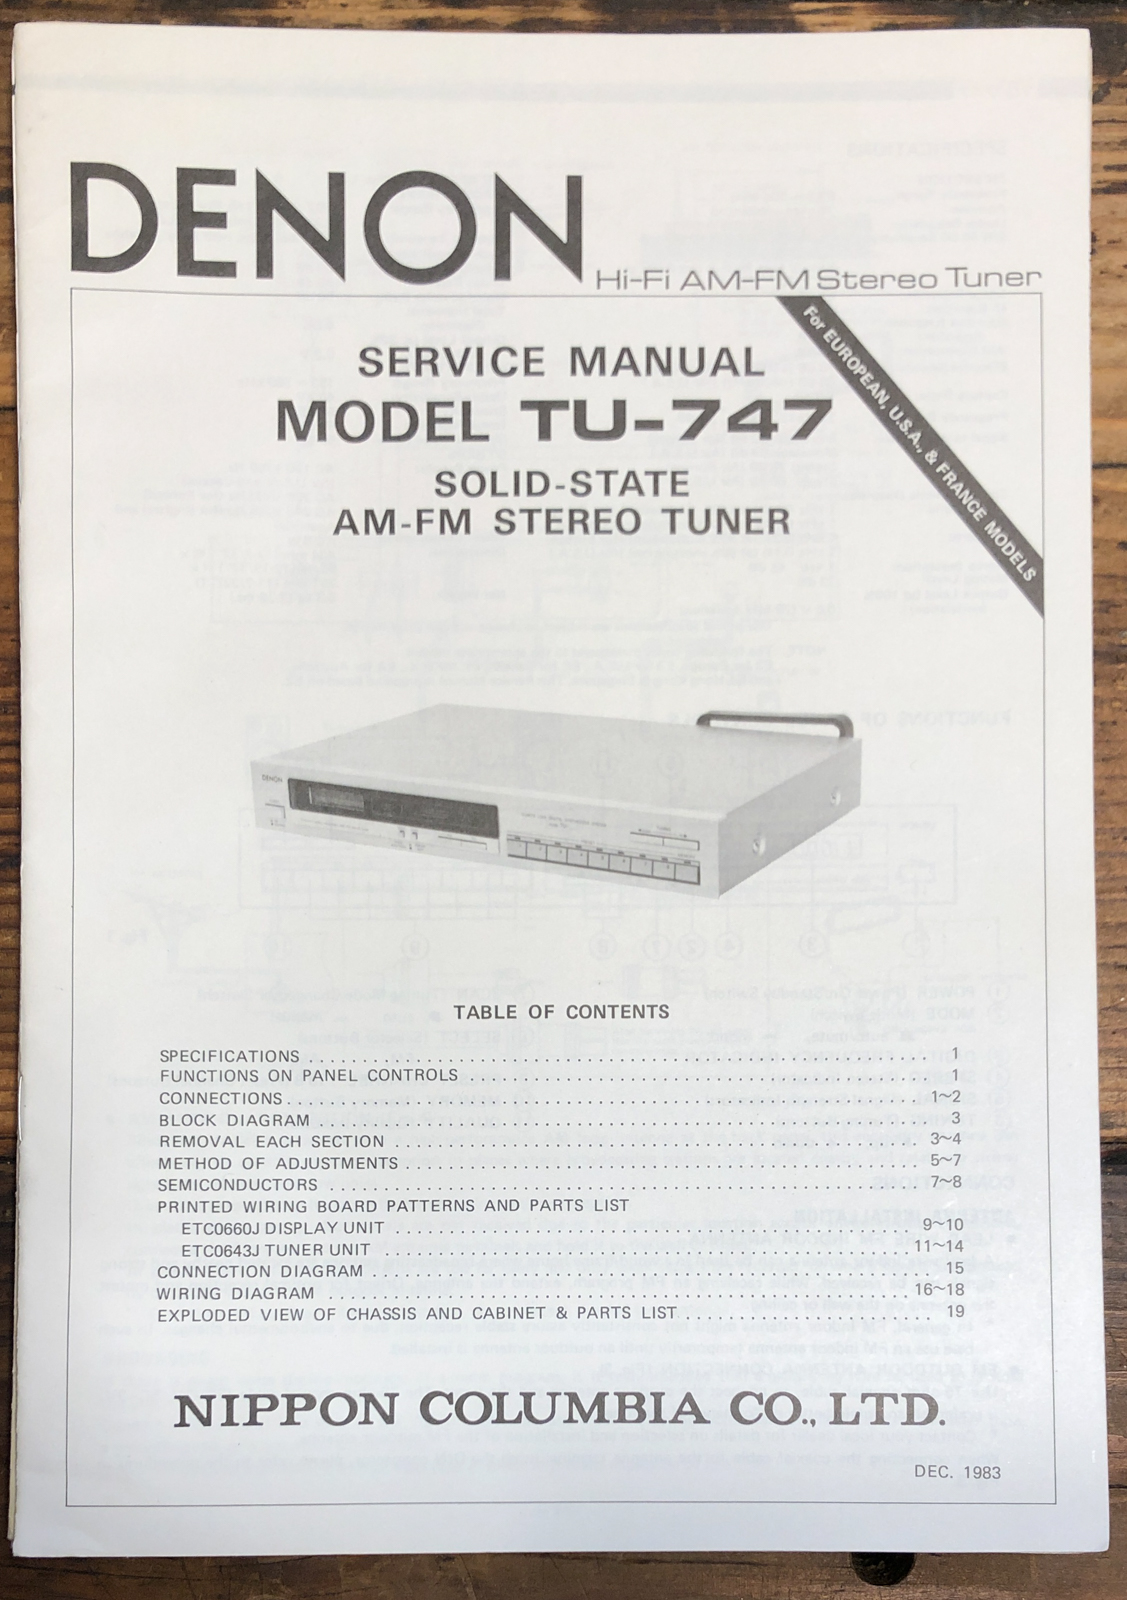 DENON
Hi-Fi AM-FM Stereo Tuner
For EUROPEAN, U.S.A., & FRANCE MODELS
SERVICE MANUAL
MODEL TU-747
SOLID-STATE
AM-FM STEREO TUNER
DENON
TABLE OF CONTENTS
SPECIFICATIONS . . . . . . . . . . 1
FUNCTIONS ON PANEL CONTROLS . . . . . . . . . . 1
CONNECTIONS . . . . . . . . . . 1~2
BLOCK DIAGRAM . . . . . . . . . . 3
REMOVAL EACH SECTION . . . . . . . . . . 3~4
METHOD OF ADJUSTMENTS . . . . . . . . . . 5~7
SEMICONDUCTORS . . . . . . . . . . 7~8
PRINTED WIRING BOARD PATTERNS AND PARTS LIST
ETC0660J DISPLAY UNIT . . . . . . . . . . 9~10
ETC0643J TUNER UNIT . . . . . . . . . . 11~14
CONNECTION DIAGRAM . . . . . . . . . . 15
WIRING DIAGRAM . . . . . . . . . . 16~18
EXPLODED VIEW OF CHASSIS AND CABINET & PARTS LIST . . . . . . . . . . 19
NIPPON COLUMBIA CO., LTD.
DEC. 1983